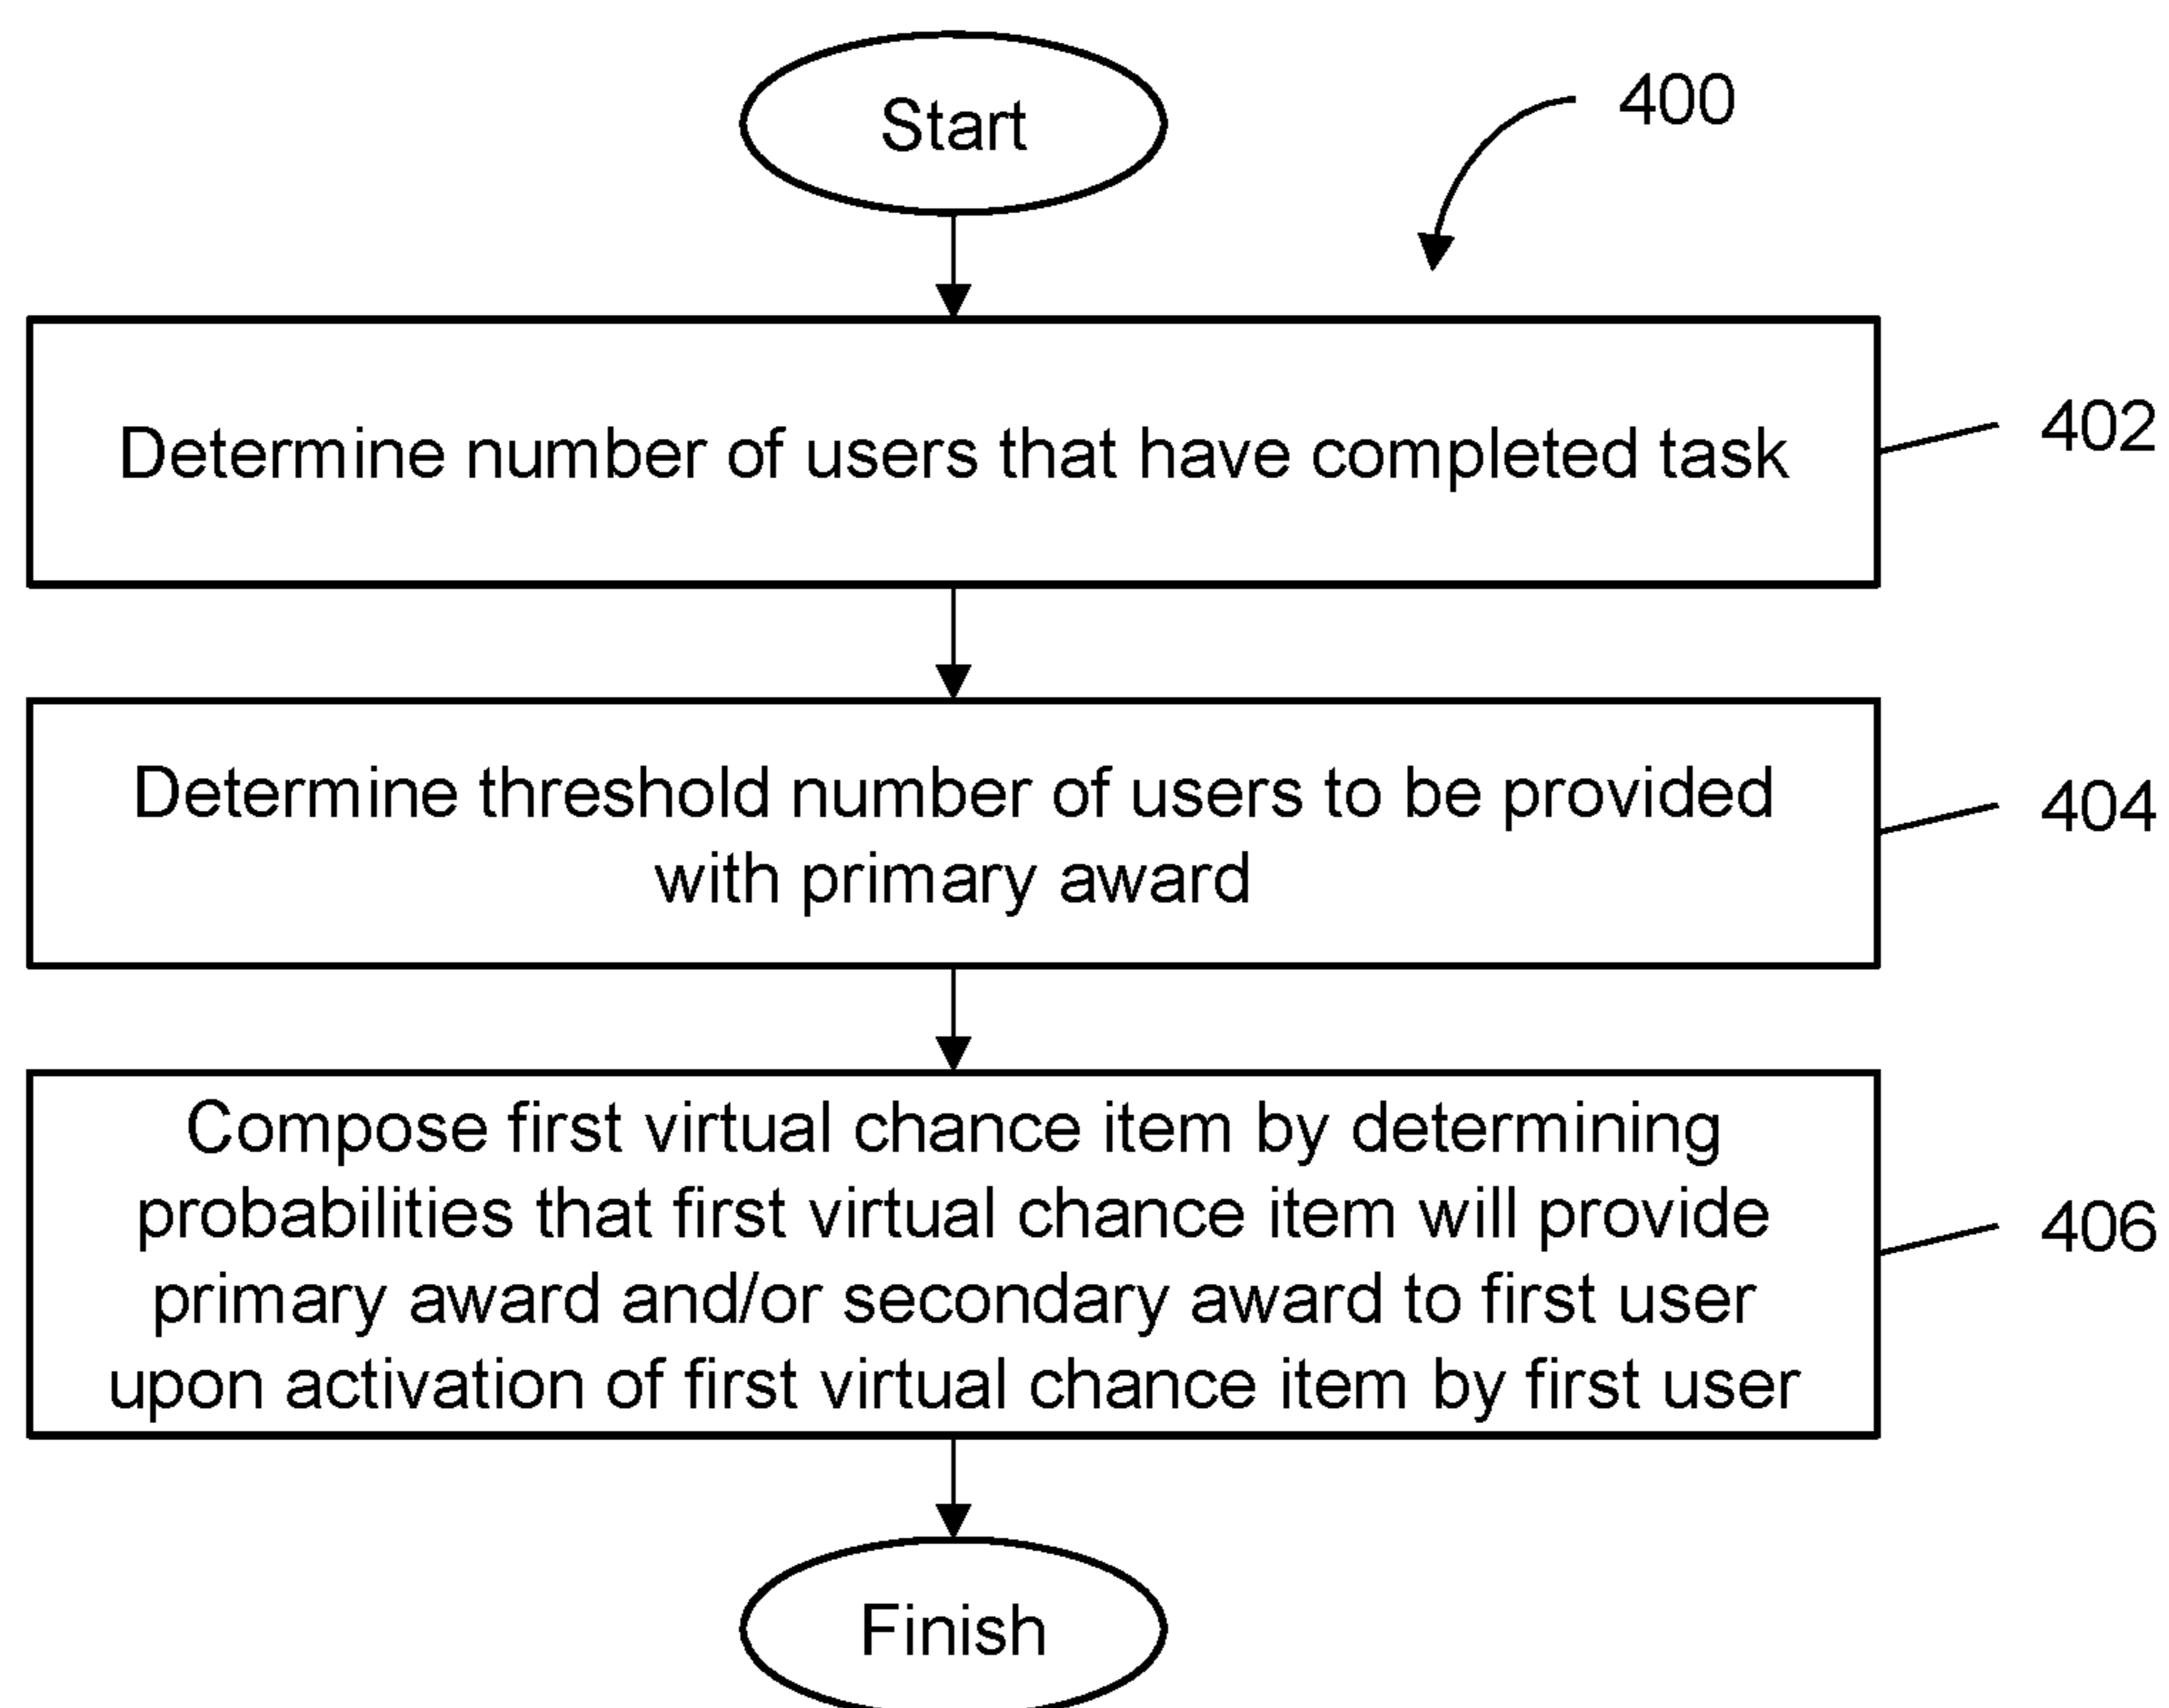 Start
400
Determine number of users that have completed task
402
Determine threshold number of users to be provided
with primary award
404
Compose first virtual chance item by determining
probabilities that first virtual chance item will provide
primary award and/or secondary award to first user
upon activation of first virtual chance item by first user
406
Finish